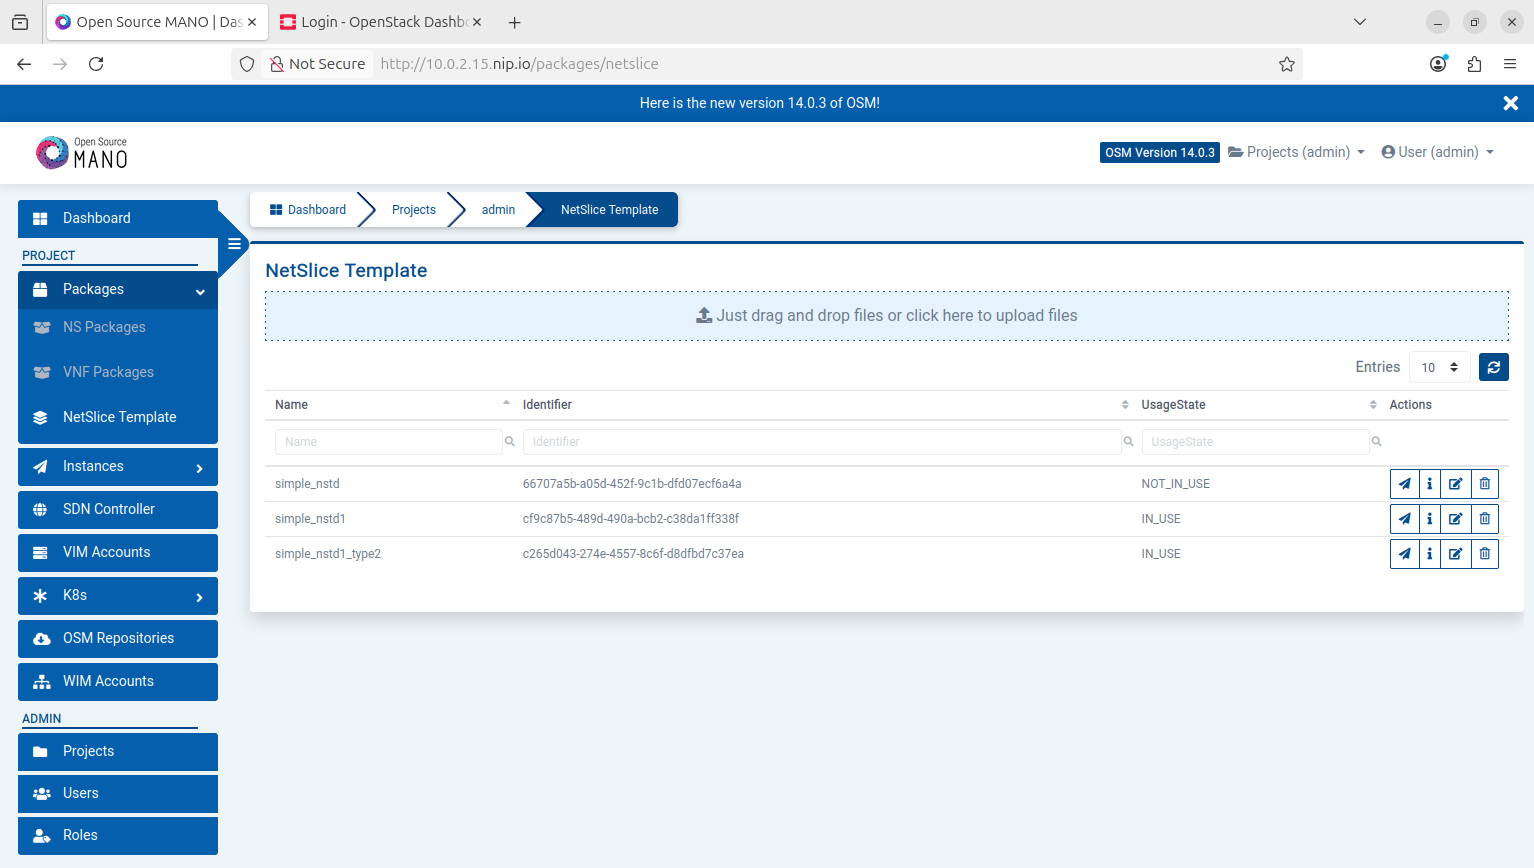 Open Source MANO | Das
Login - OpenStack Dashbo
Not Secure
http://10.0.2.15.nip.io/packages/netslice
Here is the new version 14.0.3 of OSM!
Open Source
MANO
OSM Version 14.0.3
Projects (admin)
User (admin)
Dashboard
PROJECT
Packages
NS Packages
VNF Packages
NetSlice Template
Instances
SDN Controller
VIM Accounts
K8s
OSM Repositories
WIM Accounts
ADMIN
Projects
Users
Roles
Dashboard
Projects
admin
NetSlice Template
NetSlice Template
Just drag and drop files or click here to upload files
Entries
10
Name Identifier UsageState Actions
Name Identifier UsageState
simple_nstd 66707a5b-a05d-452f-9c1b-dfd07ecf6a4a NOT_IN_USE
simple_nstd1 cf9c87b5-489d-490a-bcb2-c38da1ff338f IN_USE
simple_nstd1_type2 c265d043-274e-4557-8c6f-d8dfbd7c37ea IN_USE